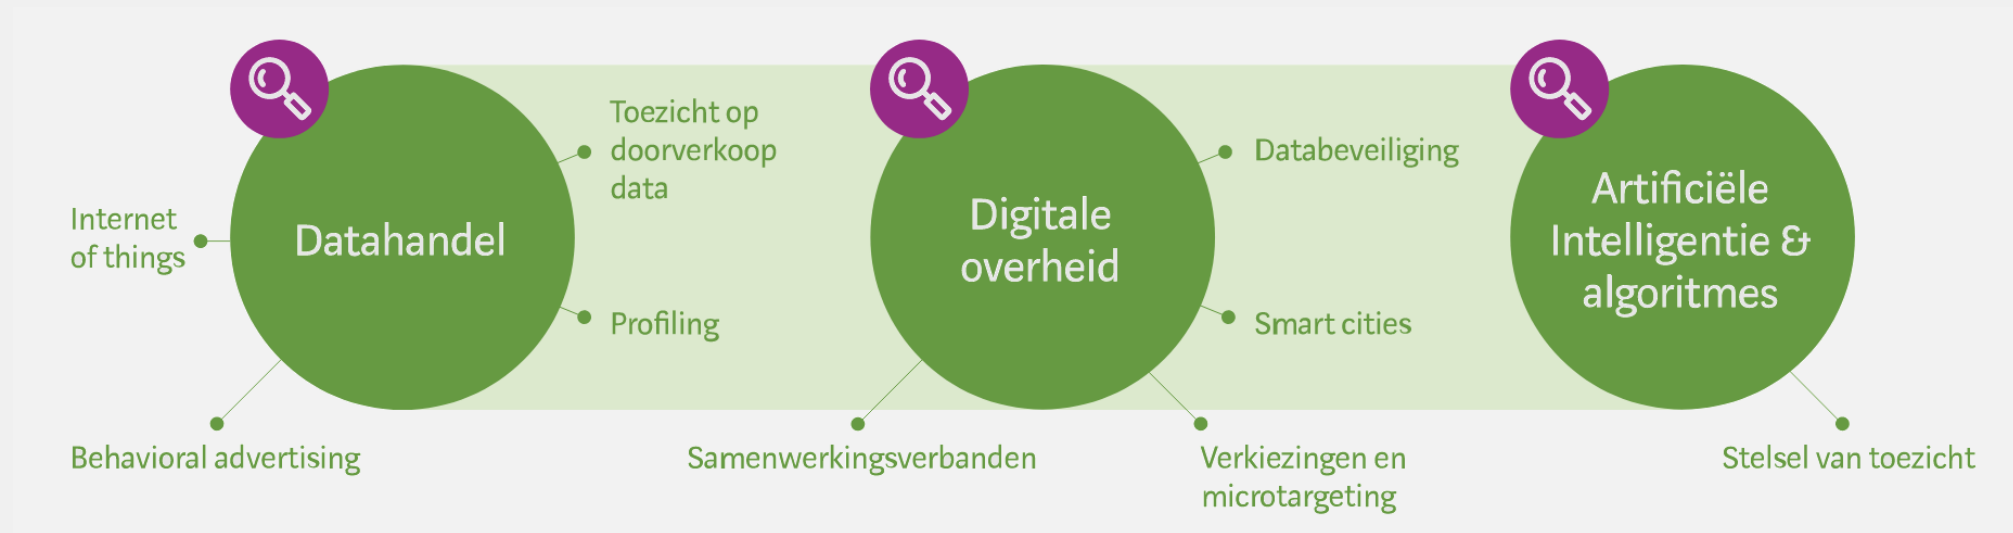 Datahandel
Toezicht op
doorverkoop
data
Internet
of things
Profiling
Behavioral advertising
Digitale
overheid
Databeveiliging
Smart cities
Samenwerkingsverbanden
Verkiezingen en
microtargeting
Artificiële
Intelligentie &
algoritmes
Stelsel van toezicht